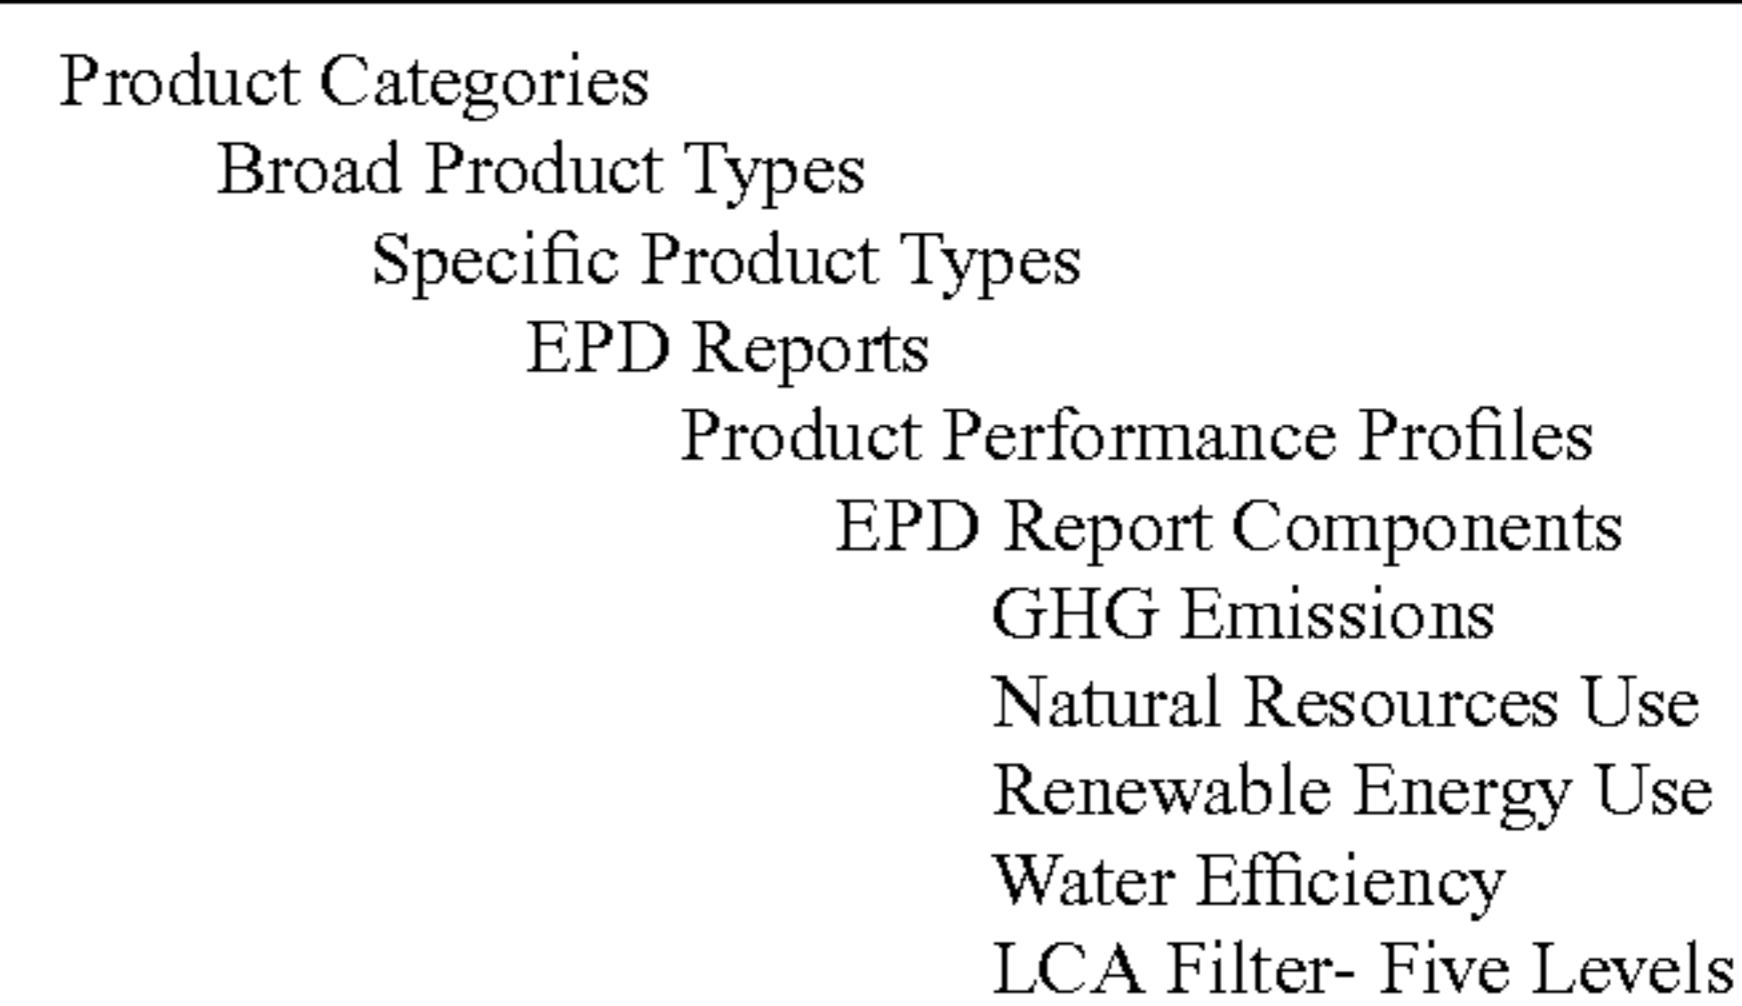 Product Categories
Broad Product Types
Specific Product Types
EPD Reports
Product Performance Profiles
EPD Report Components
GHG Emissions
Natural Resources Use
Renewable Energy Use
Water Efficiency
LCA Filter- Five Levels